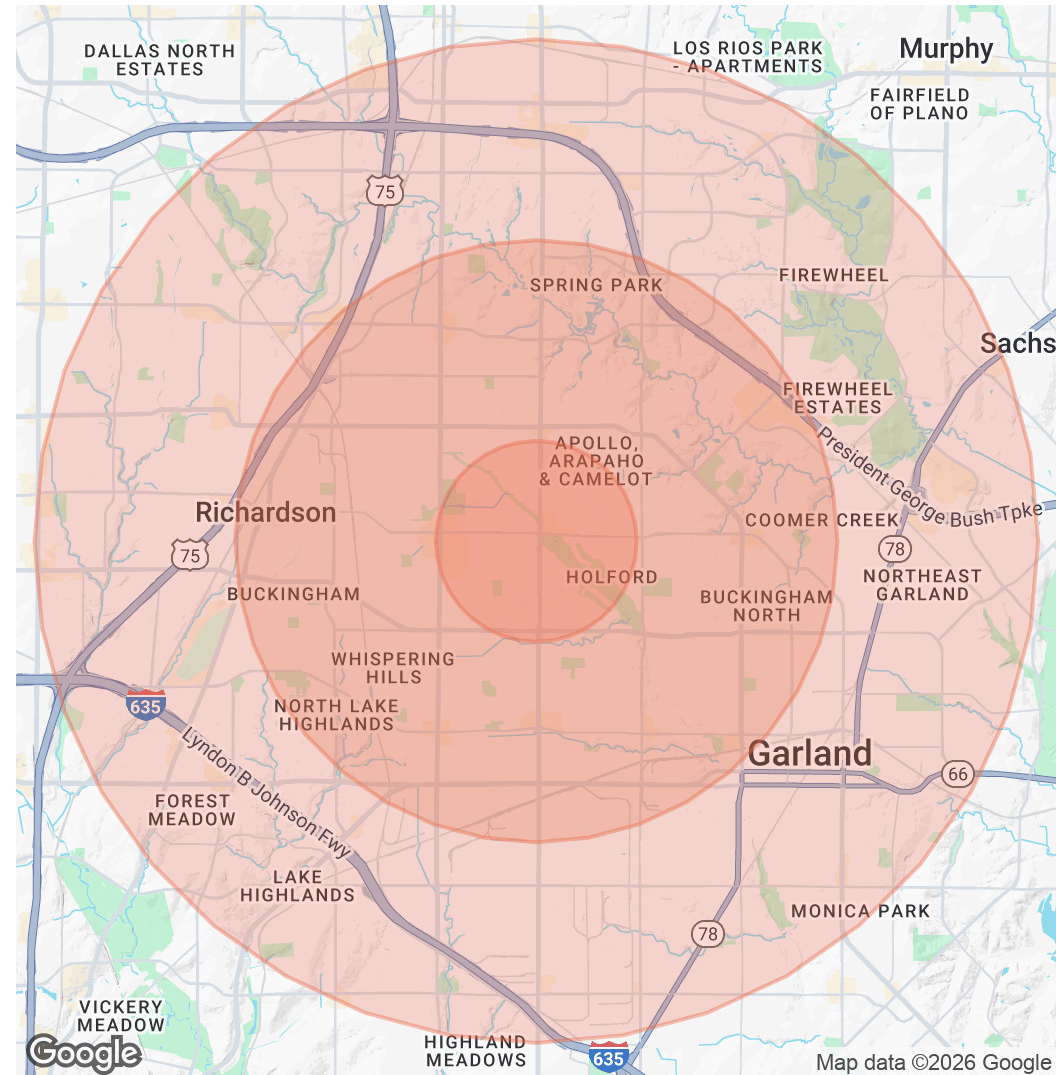 DALLAS NORTH
ESTATES
LOS RIOS PARK
- APARTMENTS
Murphy
FAIRFIELD
OF PLANO
75
SPRING PARK
FIREWHEEL
Sachs
FIREWHEEL
ESTATES
APOLLO,
ARAPAHO
& CAMELOT
President George Bush Tpke
Richardson
COOMER CREEK
75
78
BUCKINGHAM
HOLFORD
NORTHEAST
GARLAND
BUCKINGHAM
NORTH
WHISPERING
HILLS
635
NORTH LAKE
HIGHLANDS
Lyndon B Johnson Fwy
Garland
66
FOREST
MEADOW
LAKE
HIGHLANDS
MONICA PARK
78
VICKERY
MEADOW
HIGHLAND
MEADOWS
635
Google
Map data ©2026 Google